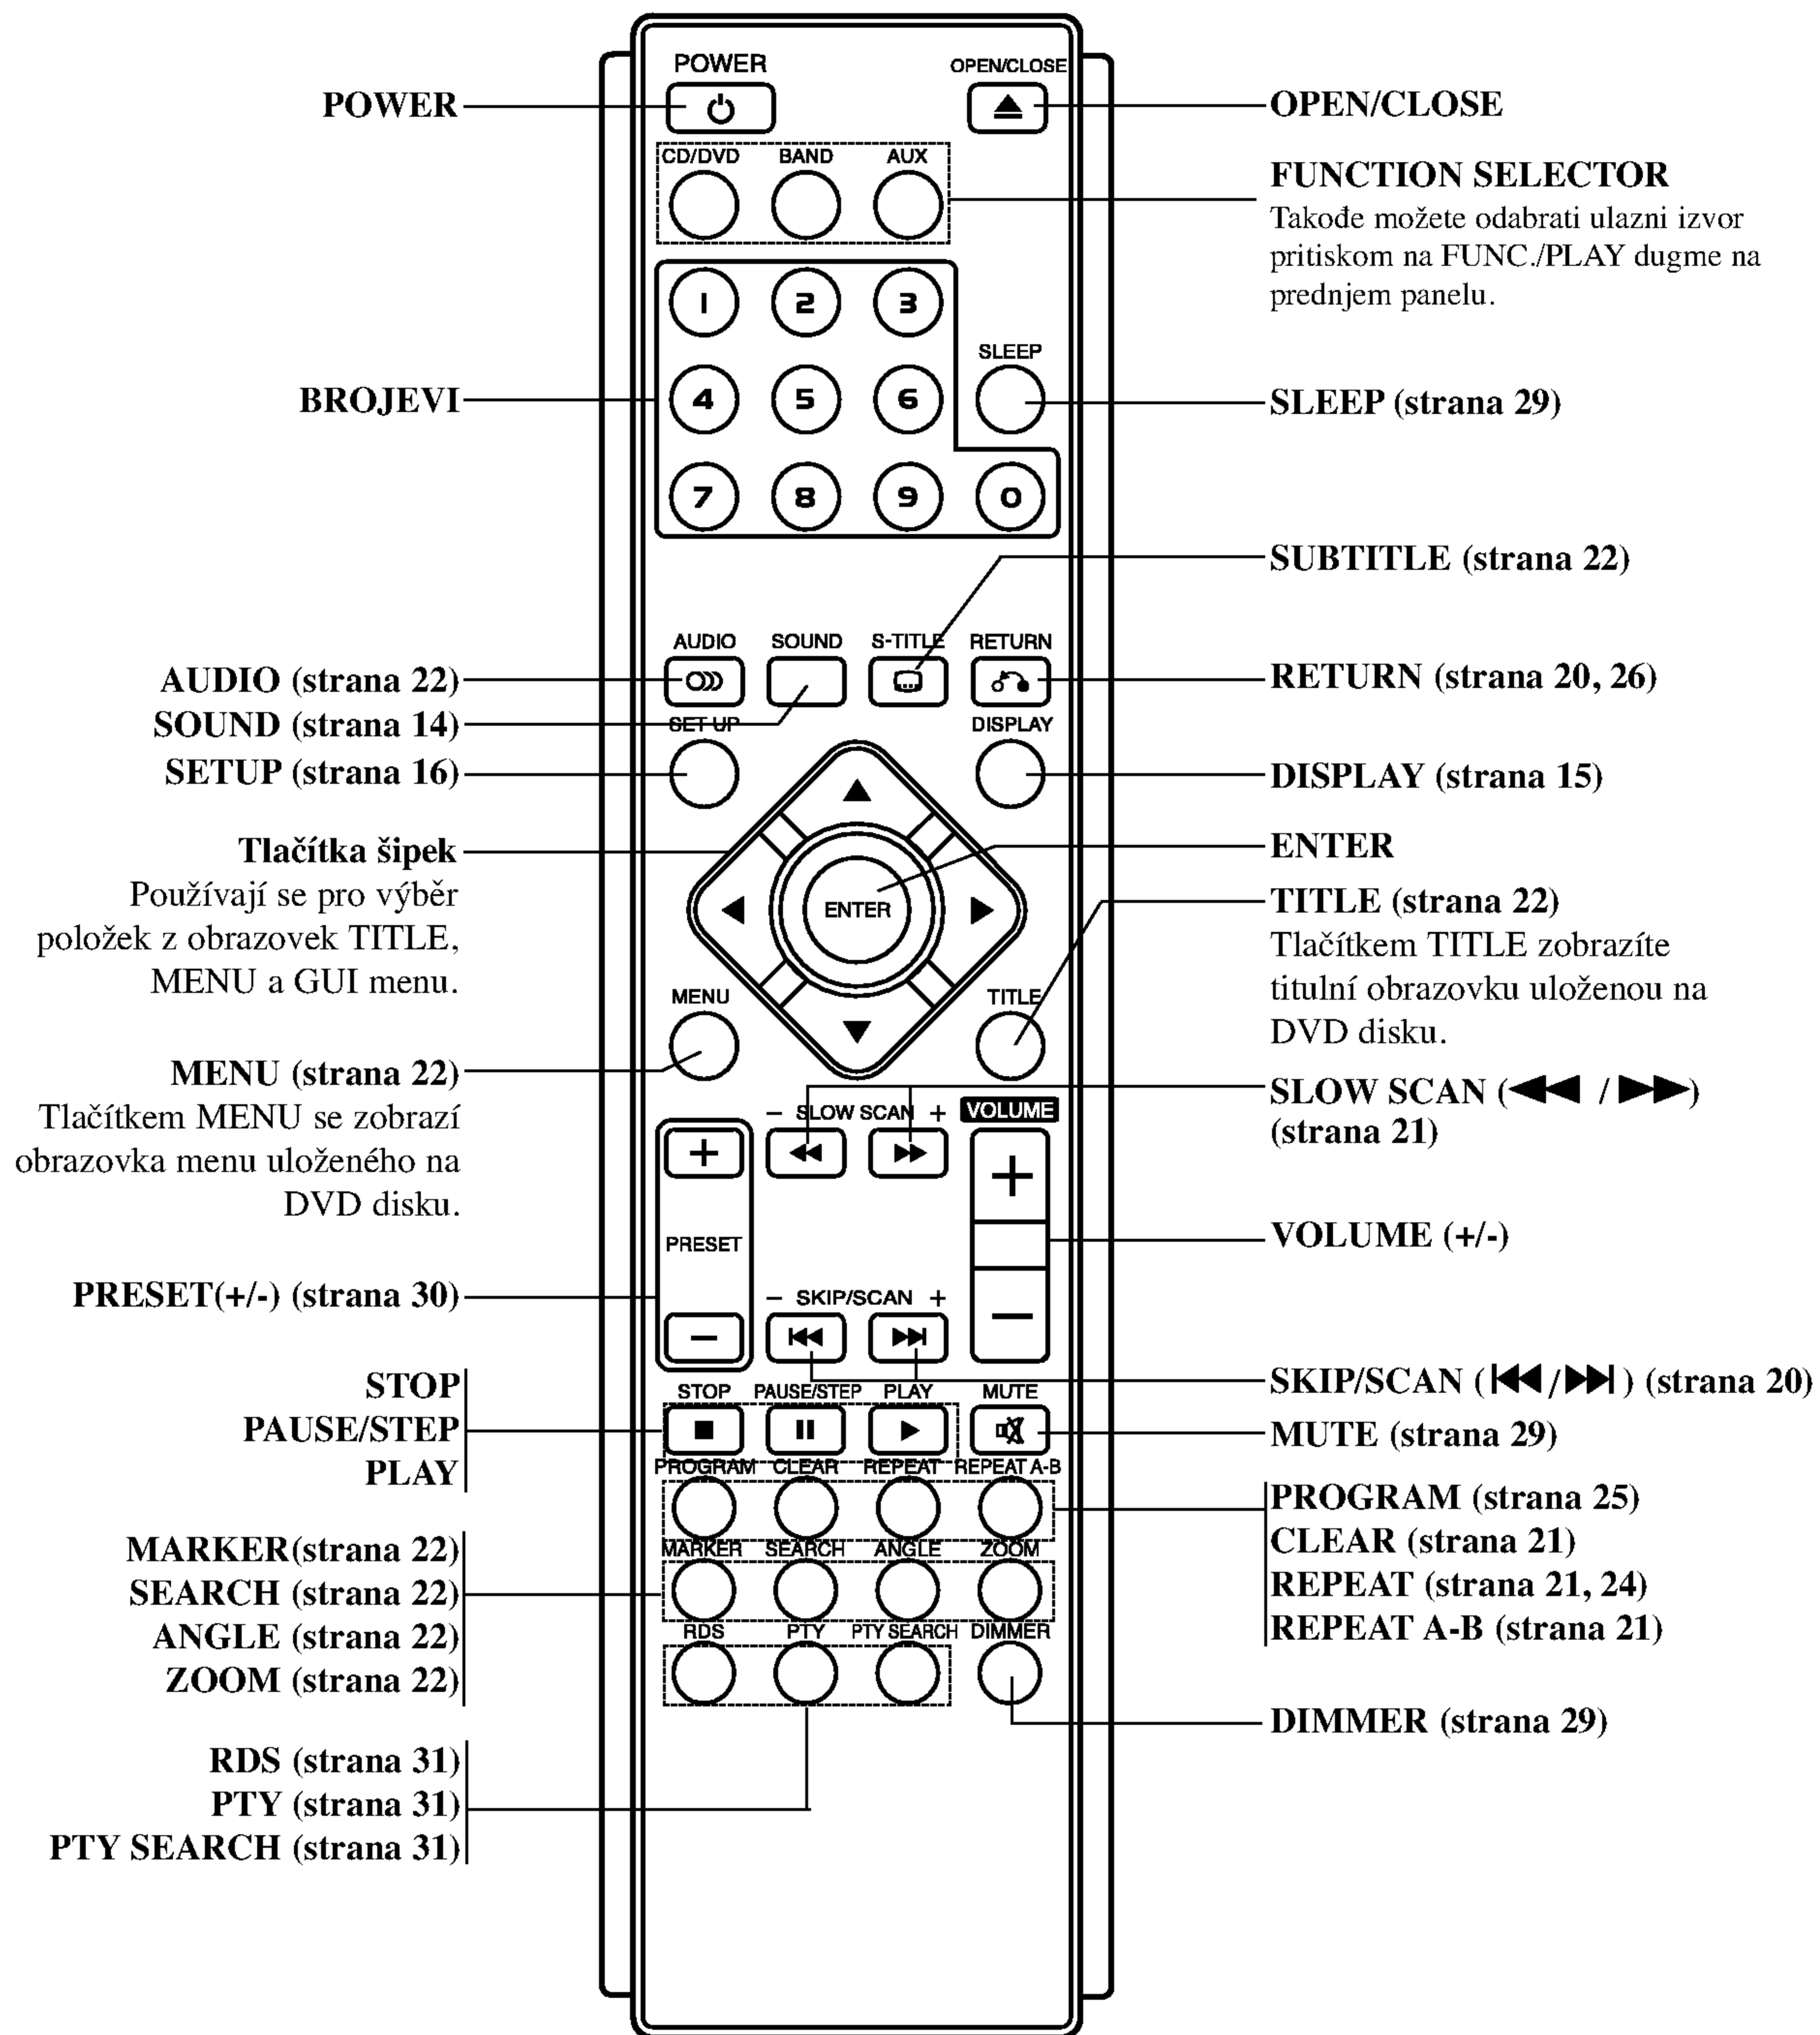 POWER
OPEN/CLOSE
POWER
OPEN/CLOSE
CD/DVD BAND AUX
FUNCTION SELECTOR
Takođe možete odabrati ulazni izvor
pritiskom na FUNC./PLAY dugme na
prednjem panelu.
1 2 3
SLEEP
BROJEVI
4 5 6
SLEEP (strana 29)
7 8 9 0
SUBTITLE (strana 22)
AUDIO SOUND S-TITLE RETURN
AUDIO (strana 22)
RETURN (strana 20, 26)
SOUND (strana 14)
SET UP DISPLAY
SETUP (strana 16)
DISPLAY (strana 15)
Tlačítka šipek
Používají se pro výběr
položek z obrazovek TITLE,
MENU a GUI menu.
ENTER
ENTER
TITLE (strana 22)
Tlačítkem TITLE zobrazíte
titulní obrazovku uloženou na
DVD disku.
MENU TITLE
MENU (strana 22)
Tlačítkem MENU se zobrazí
obrazovka menu uloženého na
DVD disku.
SLOW SCAN (◀◀ / ▶▶)
(strana 21)
– SLOW SCAN + VOLUME
+ ◀◀ ▶▶ +
PRESET
VOLUME (+/-)
PRESET(+/-) (strana 30)
– SKIP/SCAN +
– –
SKIP/SCAN (|◀◀/▶▶|) (strana 20)
STOP
PAUSE/STEP
PLAY
STOP PAUSE/STEP PLAY MUTE
MUTE (strana 29)
PROGRAM CLEAR REPEAT REPEAT A-B
PROGRAM (strana 25)
CLEAR (strana 21)
REPEAT (strana 21, 24)
REPEAT A-B (strana 21)
MARKER(strana 22)
SEARCH (strana 22)
ANGLE (strana 22)
ZOOM (strana 22)
MARKER SEARCH ANGLE ZOOM
RDS PTY PTY SEARCH DIMMER
DIMMER (strana 29)
RDS (strana 31)
PTY (strana 31)
PTY SEARCH (strana 31)